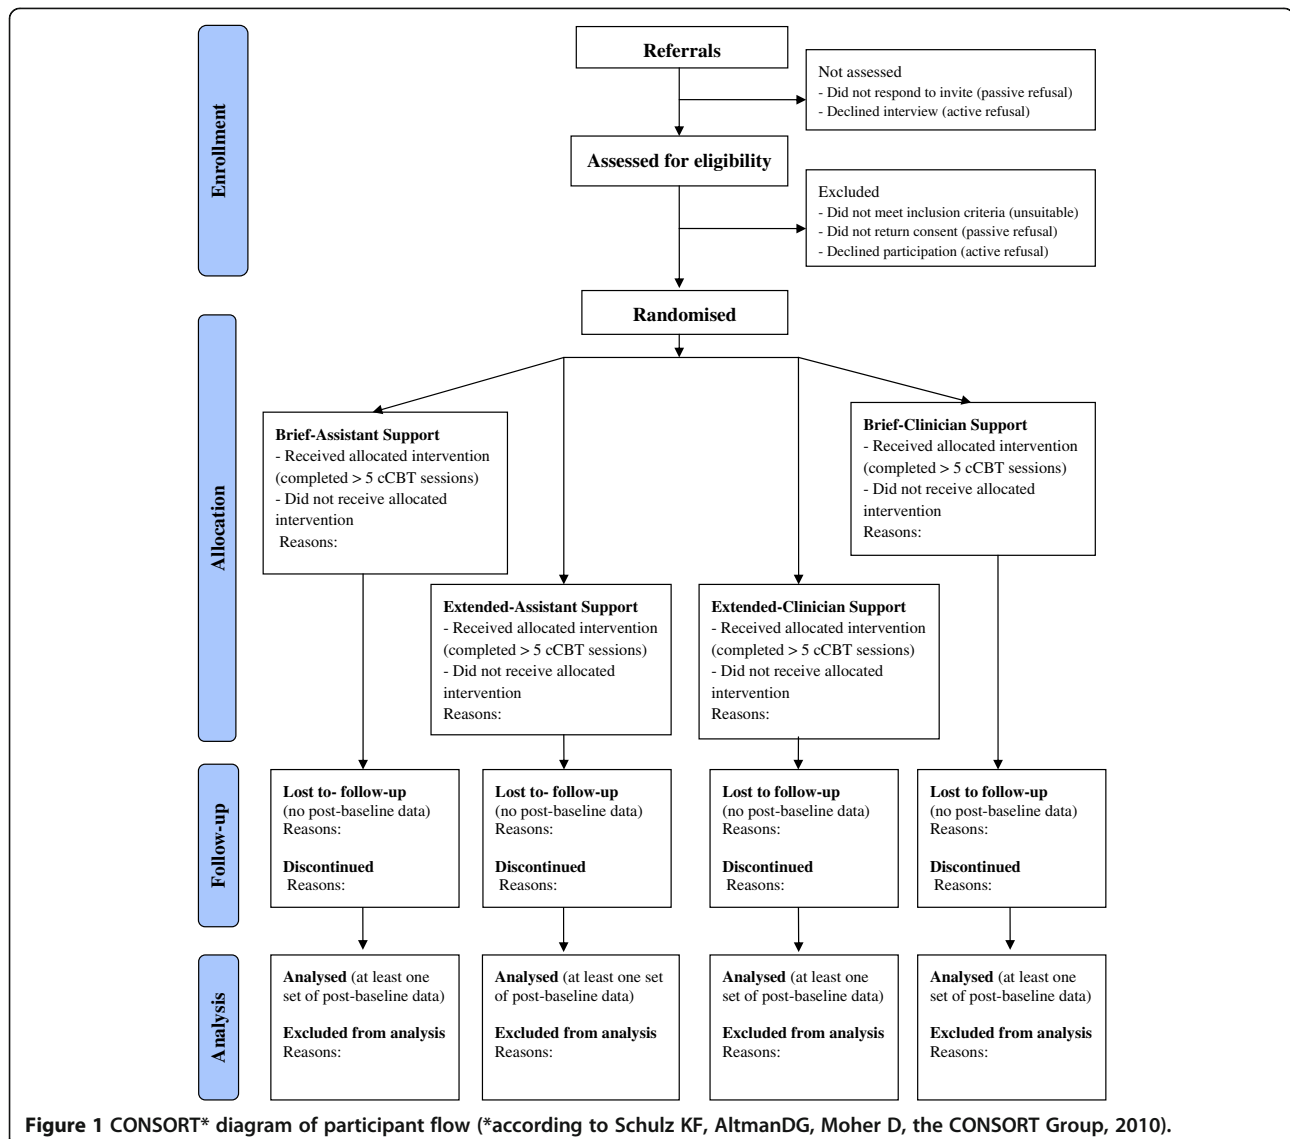 Enrollment
Referrals
Not assessed
- Did not respond to invite (passive refusal)
- Declined interview (active refusal)
Assessed for eligibility
Excluded
- Did not meet inclusion criteria (unsuitable)
- Did not return consent (passive refusal)
- Declined participation (active refusal)
Randomised
Allocation
Brief-Assistant Support
- Received allocated intervention
(completed > 5 cCBT sessions)
- Did not receive allocated
intervention
Reasons:
Brief-Clinician Support
- Received allocated intervention
(completed > 5 cCBT sessions)
- Did not receive allocated
intervention
Reasons:
Extended-Assistant Support
- Received allocated intervention
(completed > 5 cCBT sessions)
- Did not receive allocated
intervention
Reasons:
Extended-Clinician Support
- Received allocated intervention
(completed > 5 cCBT sessions)
- Did not receive allocated
intervention
Reasons:
Follow-up
Lost to- follow-up
(no post-baseline data)
Reasons:
Discontinued
Reasons:
Lost to- follow-up
(no post-baseline data)
Reasons:
Discontinued
Reasons:
Lost to follow-up
(no post-baseline data)
Reasons:
Discontinued
Reasons:
Lost to follow-up
(no post-baseline data)
Reasons:
Discontinued
Reasons:
Analysis
Analysed (at least one
set of post-baseline data)
Excluded from analysis
Reasons:
Analysed (at least one set
of post-baseline data)
Excluded from analysis
Reasons:
Analysed (at least one
set of post-baseline data)
Excluded from analysis
Reasons:
Analysed (at least one
set of post-baseline data)
Excluded from analysis
Reasons:
Figure 1 CONSORT* diagram of participant flow (*according to Schulz KF, AltmanDG, Moher D, the CONSORT Group, 2010).